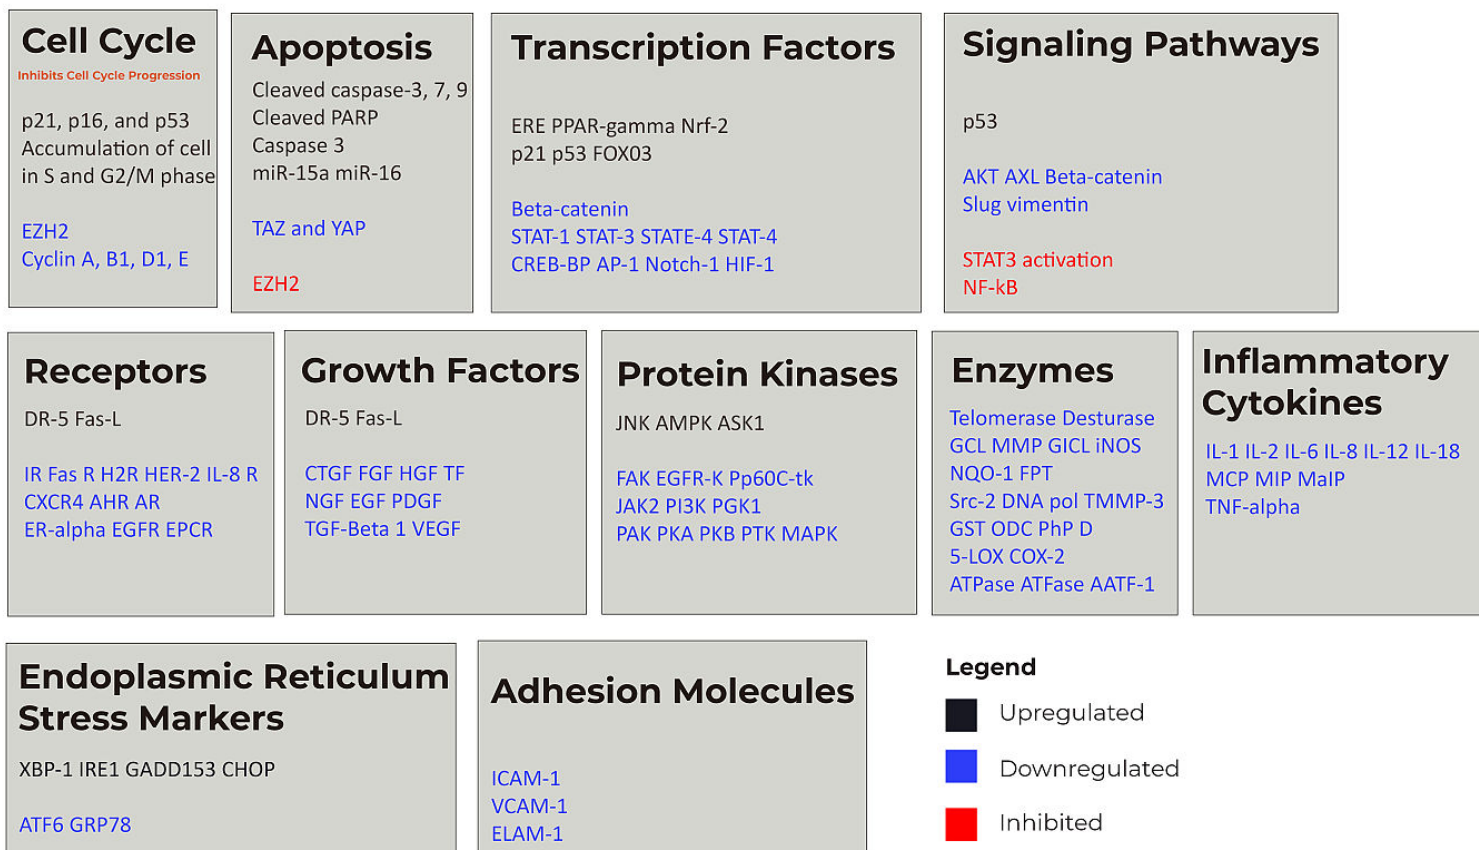 Cell Cycle
Inhibits Cell Cycle Progression
p21, p16, and p53
Accumulation of cell
in S and G2/M phase
EZH2
Cyclin A, B1, D1, E
Apoptosis
Cleaved caspase-3, 7, 9
Cleaved PARP
Caspase 3
miR-15a miR-16
TAZ and YAP
EZH2
Transcription Factors
ERE PPAR-gamma Nrf-2
p21 p53 FOX03
Beta-catenin
STAT-1 STAT-3 STATE-4 STAT-4
CREB-BP AP-1 Notch-1 HIF-1
Signaling Pathways
p53
AKT AXL Beta-catenin
Slug vimentin
STAT3 activation
NF-kB
Receptors
DR-5 Fas-L
IR Fas R H2R HER-2 IL-8 R
CXCR4 AHR AR
ER-alpha EGFR EPCR
Growth Factors
DR-5 Fas-L
CTGF FGF HGF TF
NGF EGF PDGF
TGF-Beta 1 VEGF
Protein Kinases
JNK AMPK ASK1
FAK EGFR-K Pp60C-tk
JAK2 PI3K PGK1
PAK PKA PKB PTK MAPK
Enzymes
Telomerase Desturase
GCL MMP GICL iNOS
NQO-1 FPT
Src-2 DNA pol TMMP-3
GST ODC PhP D
5-LOX COX-2
ATPase ATFase AATF-1
Inflammatory
Cytokines
IL-1 IL-2 IL-6 IL-8 IL-12 IL-18
MCP MIP MalP
TNF-alpha
Endoplasmic Reticulum
Stress Markers
XBP-1 IRE1 GADD153 CHOP
ATF6 GRP78
Adhesion Molecules
ICAM-1
VCAM-1
ELAM-1
Legend
Upregulated
Downregulated
Inhibited